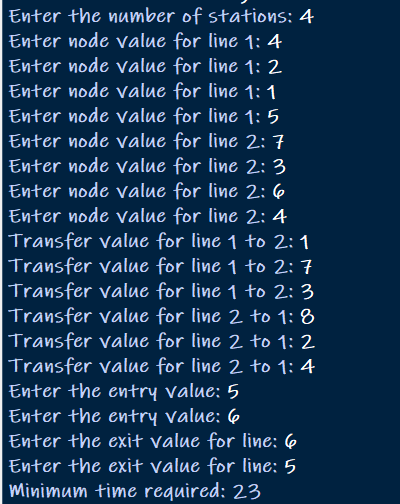 Enter the number of stations: 4
Enter node value for line 1: 4
Enter node value for line 1: 2
Enter node value for line 1: 1
Enter node value for line 1: 5
Enter node value for line 2: 7
Enter node value for line 2: 3
Enter node value for line 2: 6
Enter node value for line 2: 4
Transfer value for line 1 to 2: 1
Transfer value for line 1 to 2: 7
Transfer value for line 1 to 2: 3
Transfer value for line 2 to 1: 8
Transfer value for line 2 to 1: 2
Transfer value for line 2 to 1: 4
Enter the entry value: 5
Enter the entry value: 6
Enter the exit value for line: 6
Enter the exit value for line: 5
Minimum time required: 23